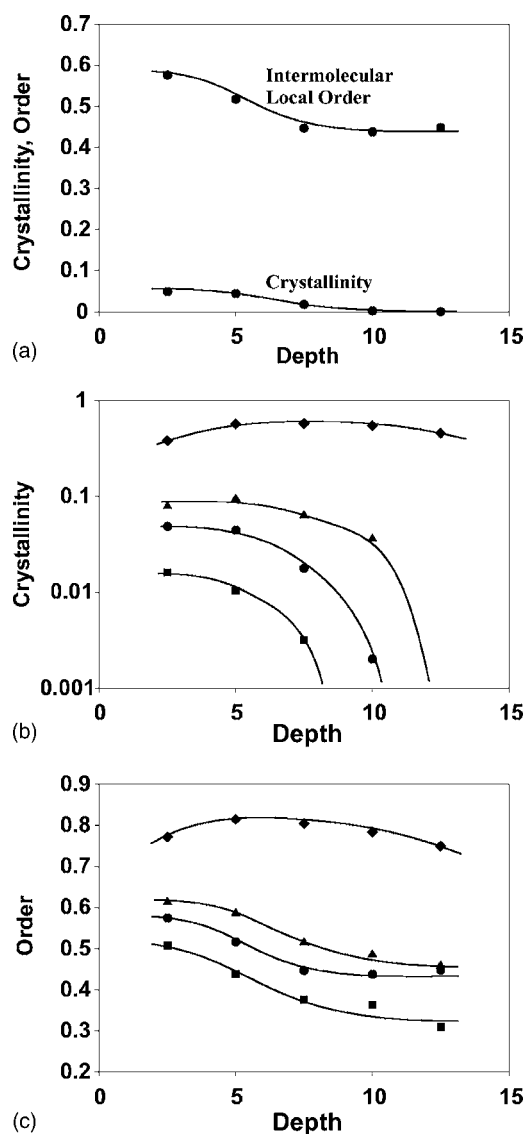 0.7
0.6
0.5
0.4
0.3
0.2
0.1
0
Crystallinity, Order
Intermolecular
Local Order
Crystallinity
0 5 10 15
Depth
(a)
1
0.1
0.01
0.001
Crystallinity
0 5 10 15
Depth
(b)
0.9
0.8
0.7
0.6
0.5
0.4
0.3
0.2
Order
0 5 10 15
Depth
(c)